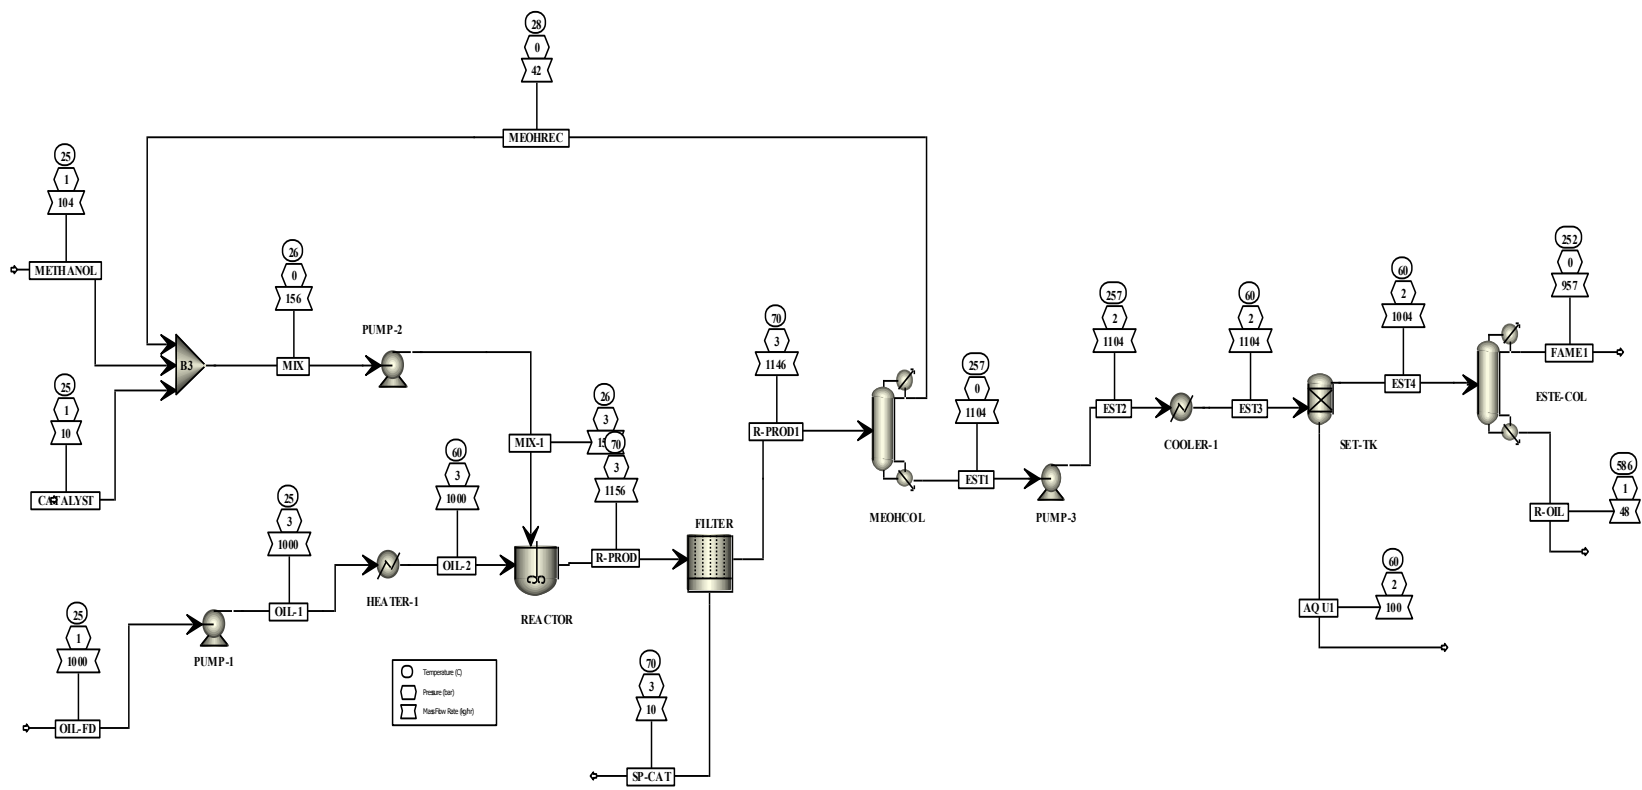 28
0
42
MEOHREC
25
1
104
METHANOL
26
0
156
MIX
PUMP-2
B3
25
1
10
CATALYST
26
3
MIX-1
70
3
1156
R-PROD
60
3
1000
OIL-2
25
3
1000
OIL-1
HEATER-1
REACTOR
FILTER
25
1
1000
OIL-FD
PUMP-1
Temperature (C)
Pressure (bar)
Mass Flow Rate (kg/hr)
70
3
10
SP-CAT
70
3
1146
R-PROD1
MEOHCOL
257
0
1104
EST1
PUMP-3
257
2
1104
EST2
COOLER-1
60
2
1104
EST3
SET-TK
60
2
1004
EST4
252
0
957
FAME1
ESTE-COL
586
1
48
R-OIL
60
2
100
AQU1